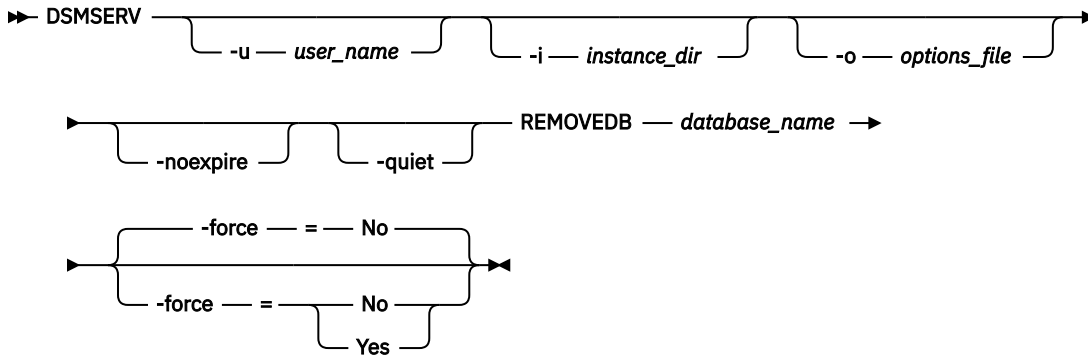 DSMSERV
-u user_name -i instance_dir -o options_file
REMOVEDB database_name
-noexpire -quiet
-force = No
-force = No
Yes